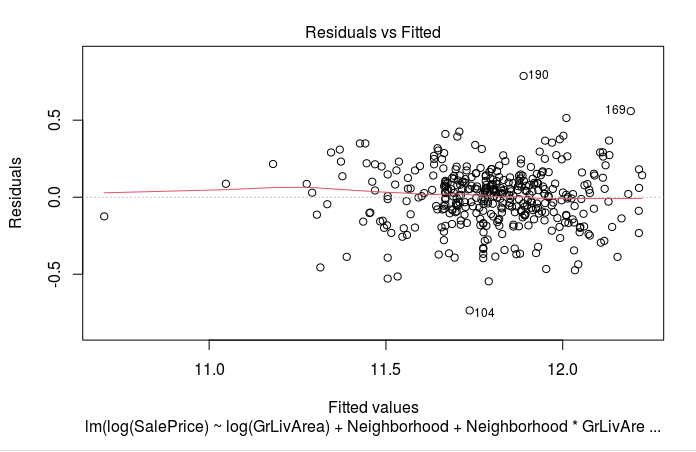 Residuals vs Fitted
190
169
104
Residuals
0.5
0.0
-0.5
11.0 11.5 12.0
Fitted values
lm(log(SalePrice) ~ log(GrLivArea) + Neighborhood + Neighborhood * GrLivAre ...